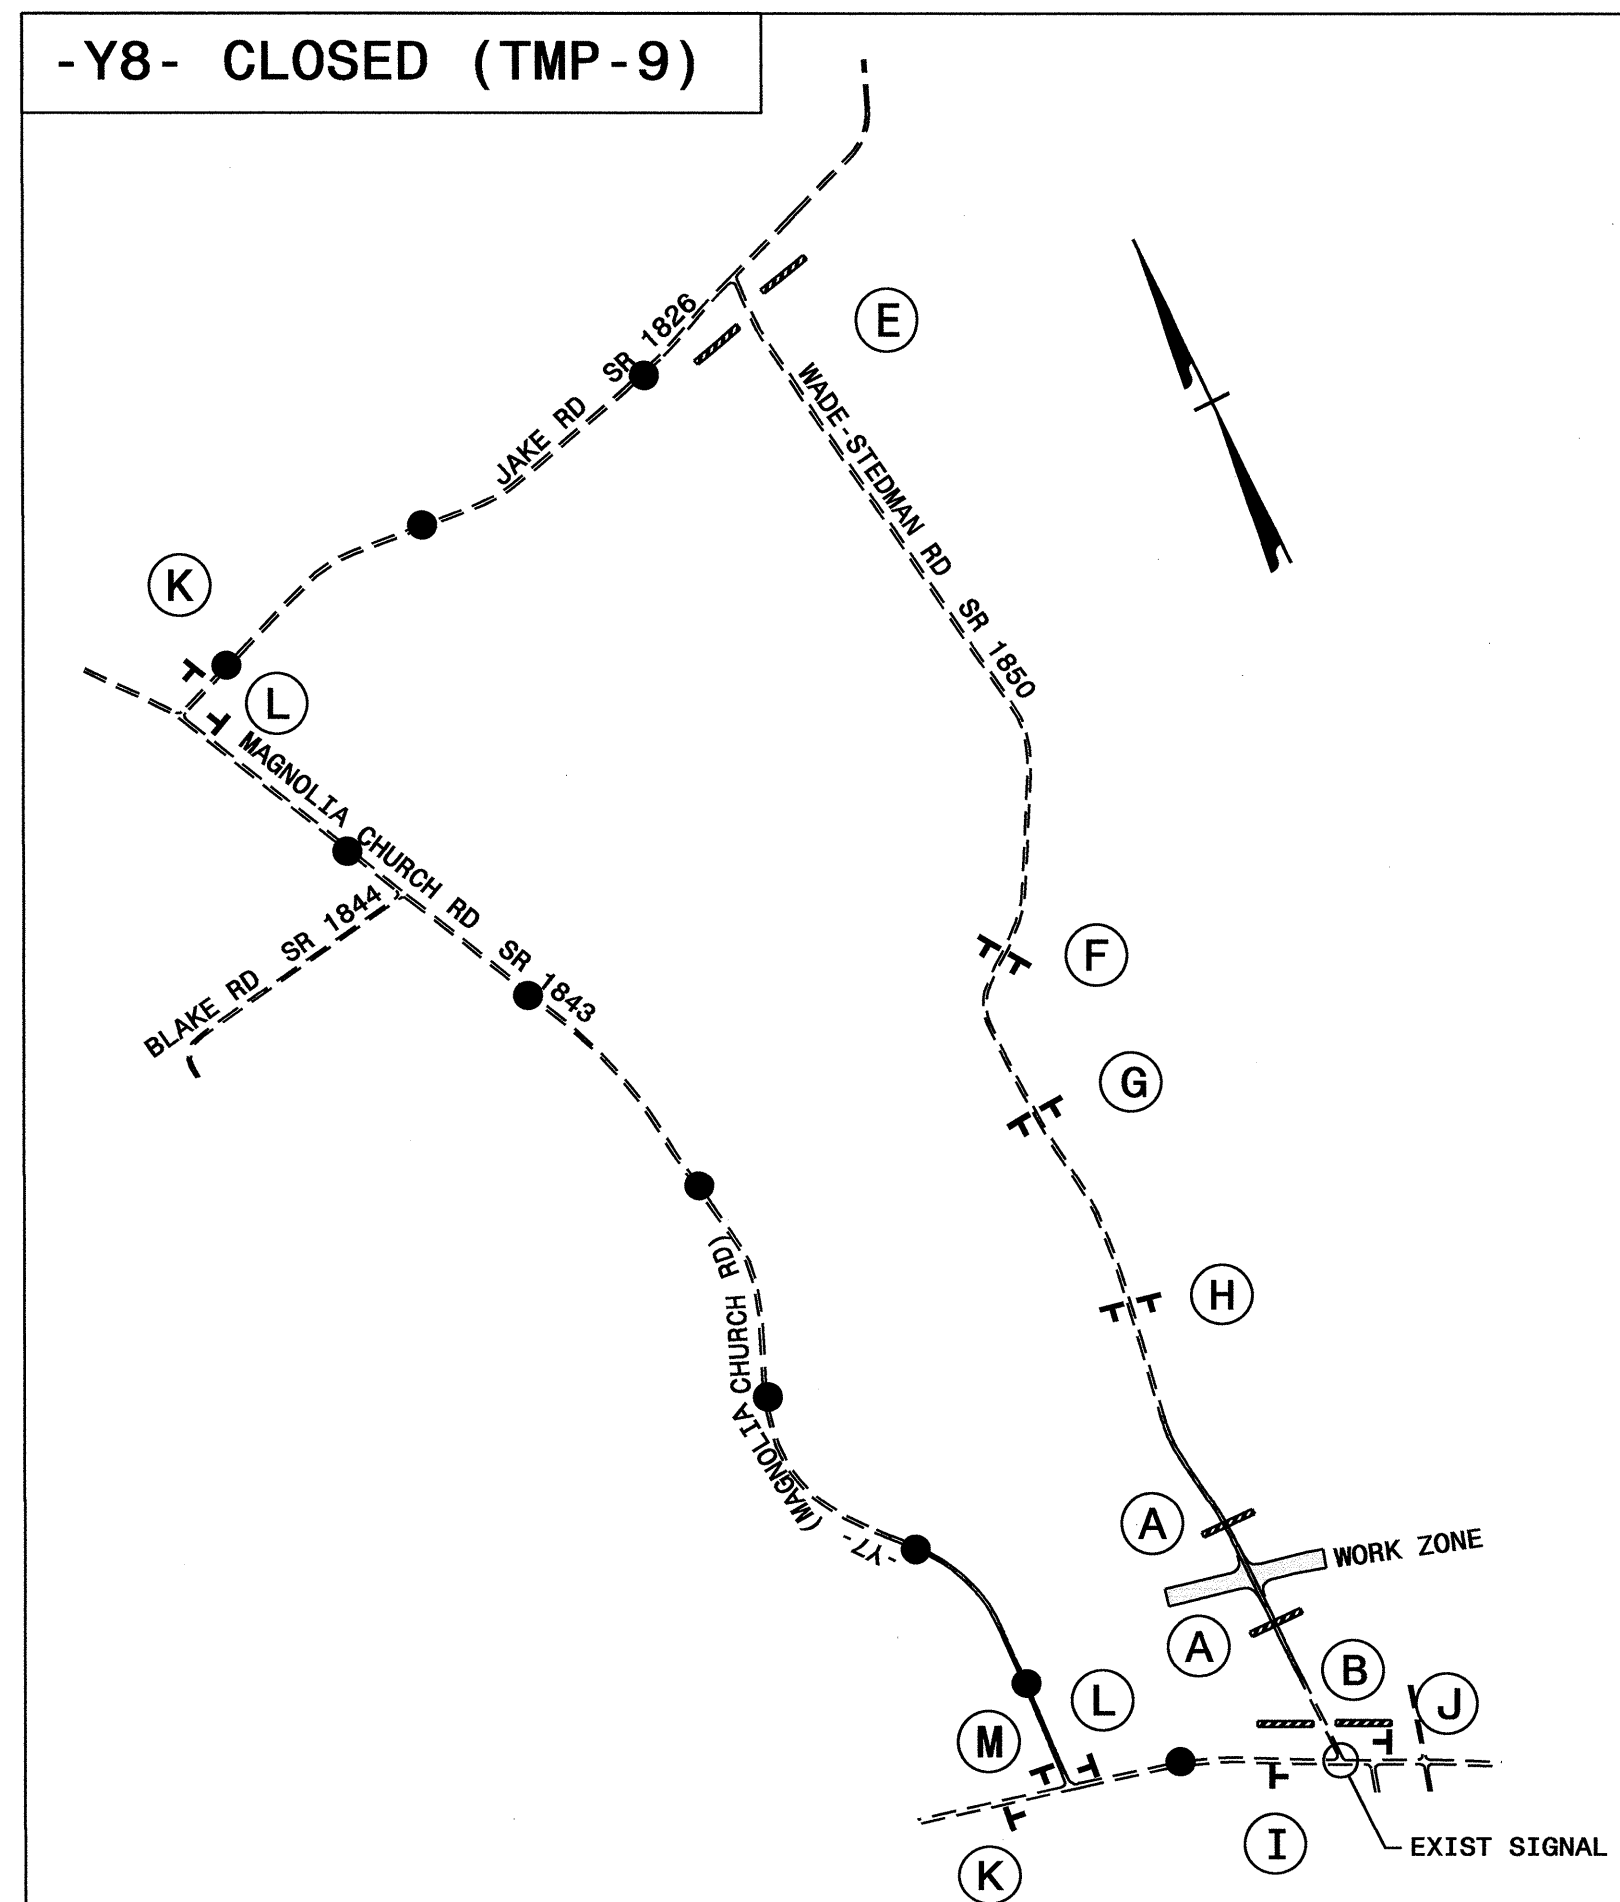 -Y8- CLOSED (TMP-9)
E
JAKE RD SR 1826
WADE-STEDMAN RD SR 1850
K
L
MAGNOLIA CHURCH RD SR 1843
BLAKE RD SR 1844
F
G
H
-Y7- (MAGNOLIA CHURCH RD)
A
WORK ZONE
A
B
J
L
M
I
K
EXIST SIGNAL